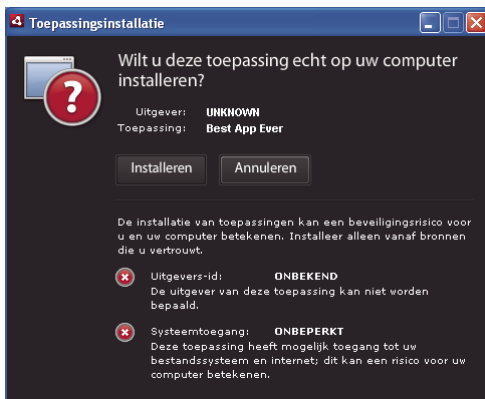 Toepassingsinstallatie
Wilt u deze toepassing echt op uw computer
installeren?
Uitgever: UNKNOWN
Toepassing: Best App Ever
Installeren Annuleren
De installatie van toepassingen kan een beveiligingsrisico voor
u en uw computer betekenen. Installeer alleen vanaf bronnen
die u vertrouwt.
Uitgevers-id: ONBEKEND
De uitgever van deze toepassing kan niet worden
bepaald.
Systeemtoegang: ONBEPERKT
Deze toepassing heeft mogelijk toegang tot uw
bestandssysteem en internet; dit kan een risico voor uw
computer betekenen.